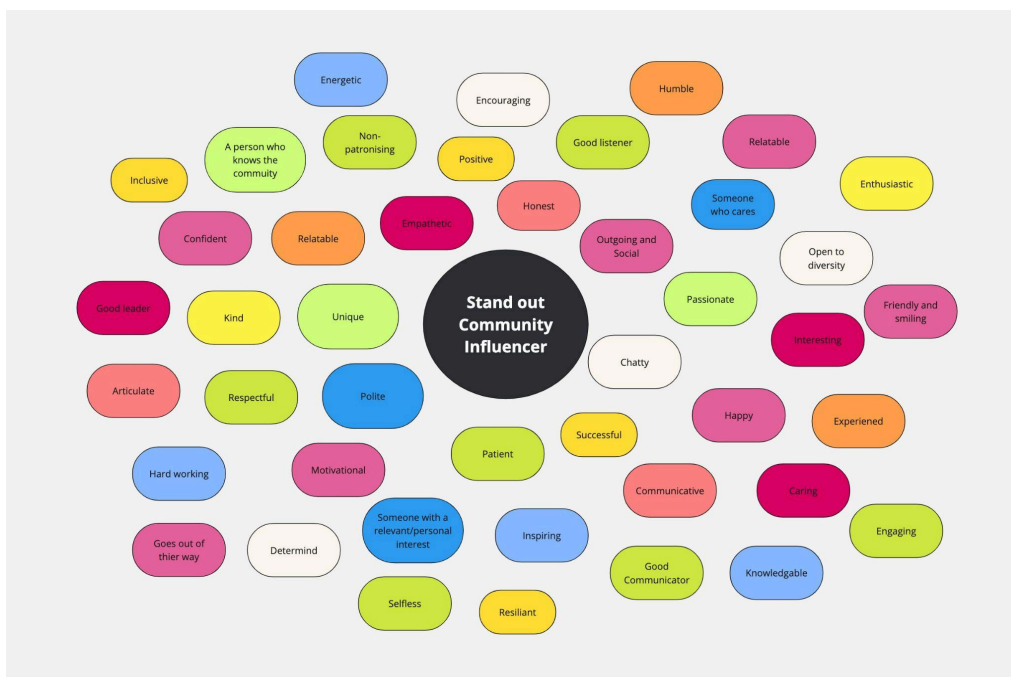 Energetic
Encouraging
Humble
A person who
knows the
commuity
Non-
patronising
Positive
Good listener
Relatable
Inclusive
Enthusiastic
Someone
who cares
Honest
Empathetic
Confident
Relatable
Outgoing and
Social
Open to
diversity
Good leader
Kind
Unique
Stand out
Community
Influencer
Passionate
Friendly and
smiling
Interesting
Chatty
Articulate
Respectful
Polite
Happy
Experiened
Successful
Patient
Hard working
Motivational
Communicative
Caring
Someone with a
relevant/personal
interest
Inspiring
Engaging
Goes out of
thier way
Determind
Good
Communicator
Knowledgable
Selfless
Resiliant